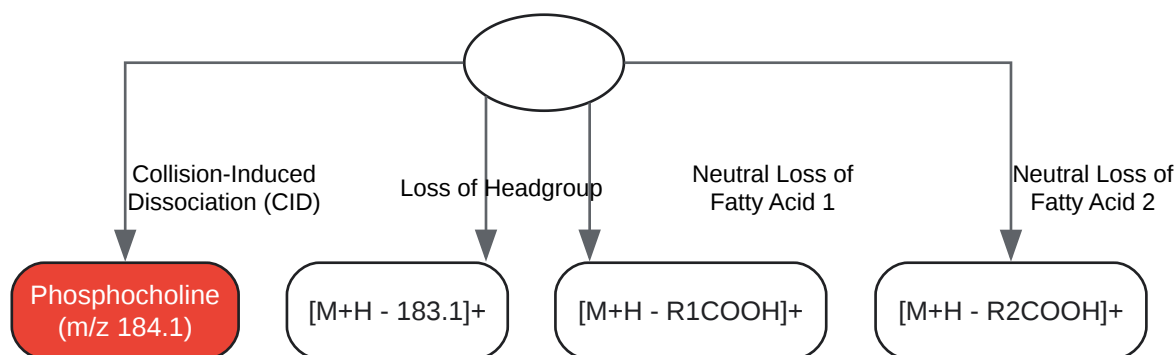 Collision-Induced
Dissociation (CID)
Loss of Headgroup
Neutral Loss of
Fatty Acid 1
Neutral Loss of
Fatty Acid 2
Phosphocholine
(m/z 184.1)
[M+H - 183.1]+
[M+H - R1COOH]+
[M+H - R2COOH]+